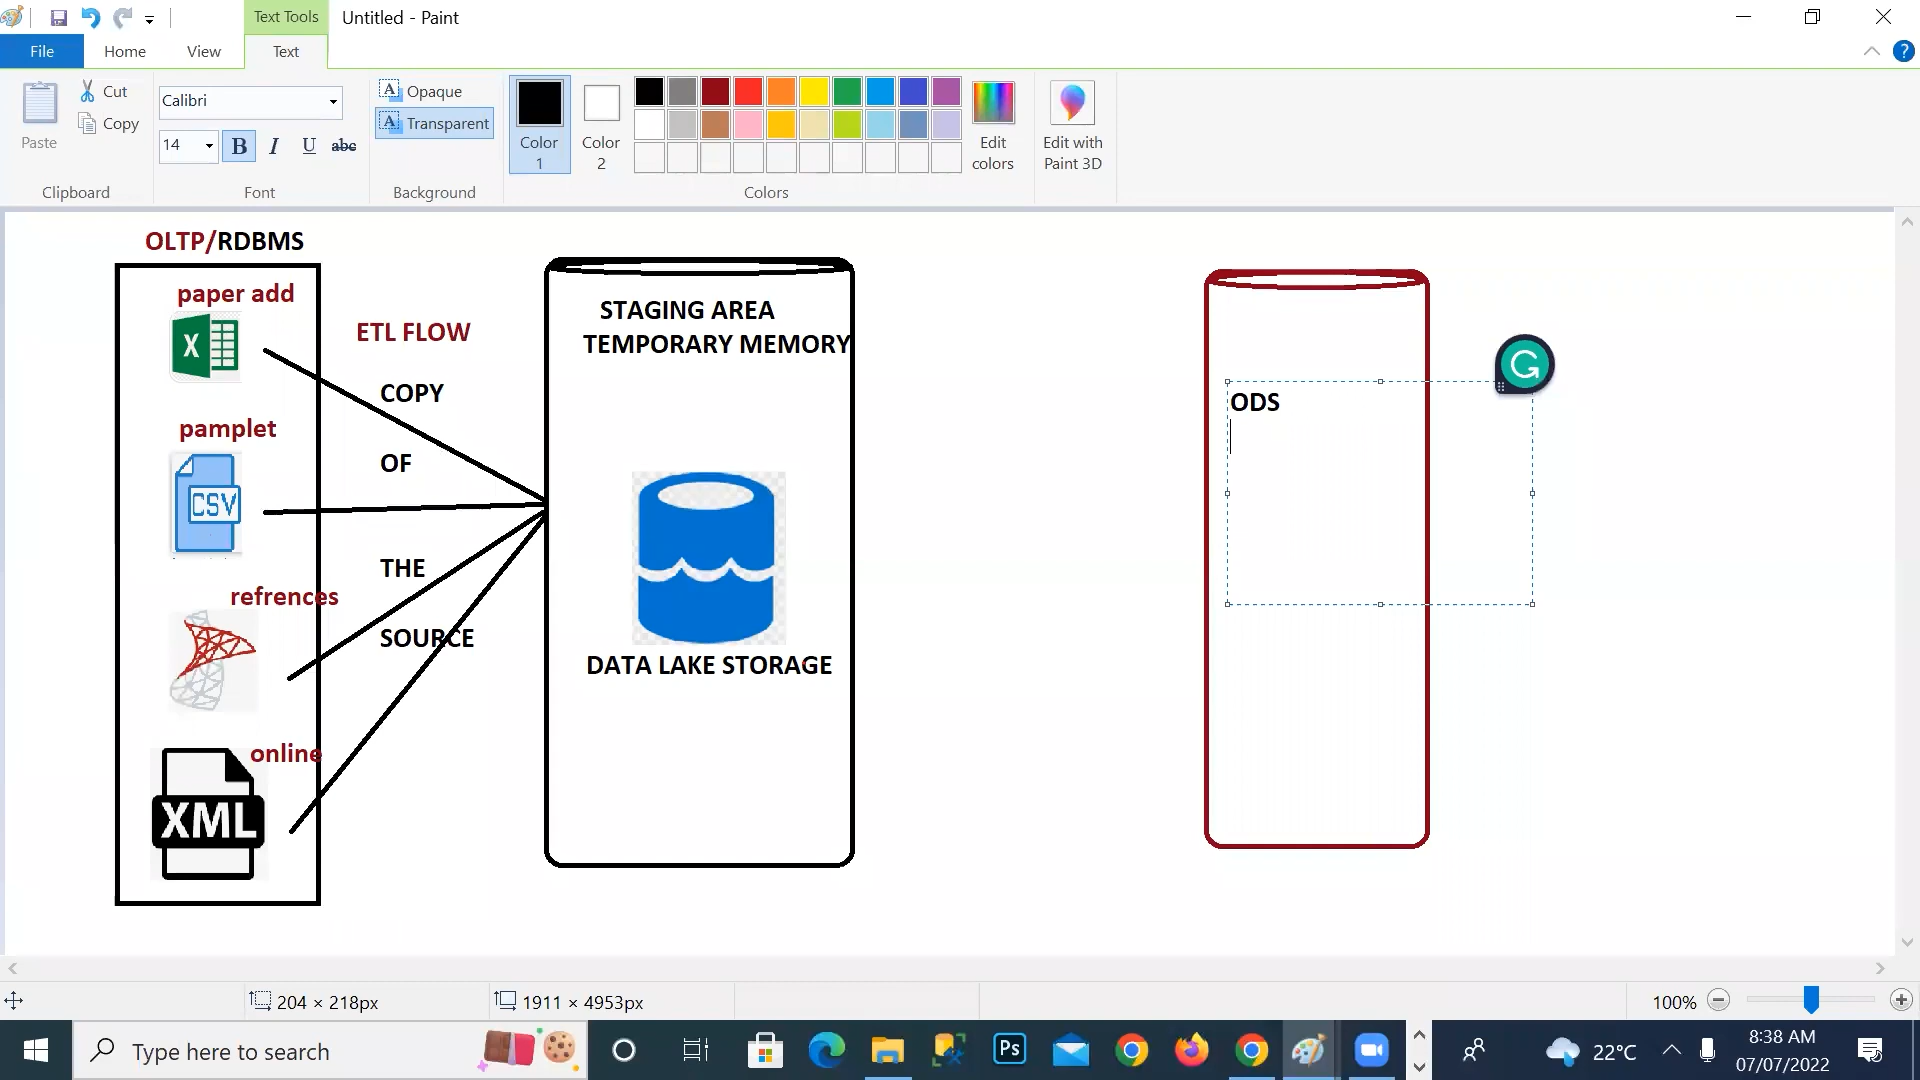 Text Tools
Untitled - Paint
File
Home
View
Text
Paste
Cut
Copy
Clipboard
Calibri
14
B I U abc
Font
Opaque
Transparent
Background
Color 1
Color 2
Colors
Edit colors
Edit with Paint 3D
OLTP/RDBMS
paper add
X
pamplet
CSV
refrences
online
XML
ETL FLOW
COPY
OF
THE
SOURCE
STAGING AREA
TEMPORARY MEMORY
DATA LAKE STORAGE
ODS
204 × 218px
1911 × 4953px
100%
Type here to search
Ps
22°C
8:38 AM
07/07/2022